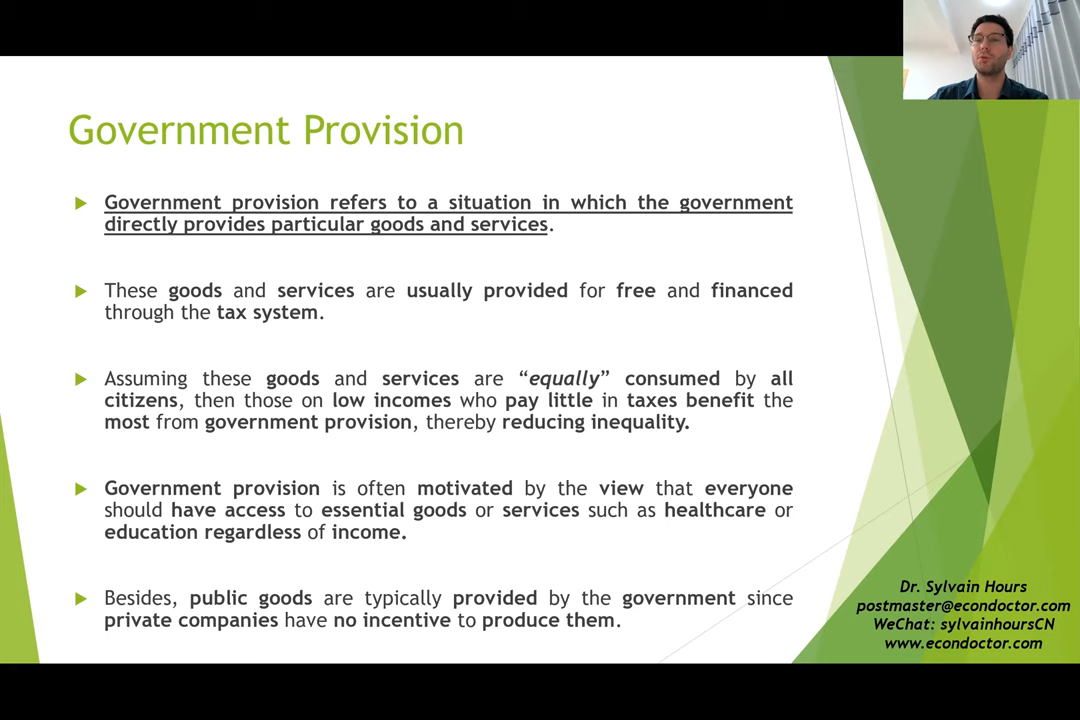 Government Provision
Government provision refers to a situation in which the government
directly provides particular goods and services.
These goods and services are usually provided for free and financed
through the tax system.
Assuming these goods and services are “equally” consumed by all
citizens, then those on low incomes who pay little in taxes benefit the
most from government provision, thereby reducing inequality.
Government provision is often motivated by the view that everyone
should have access to essential goods or services such as healthcare or
education regardless of income.
Besides, public goods are typically provided by the government since
private companies have no incentive to produce them.
Dr. Sylvain Hours
postmaster@econdoctor.com
WeChat: sylvainhoursCN
www.econdoctor.com